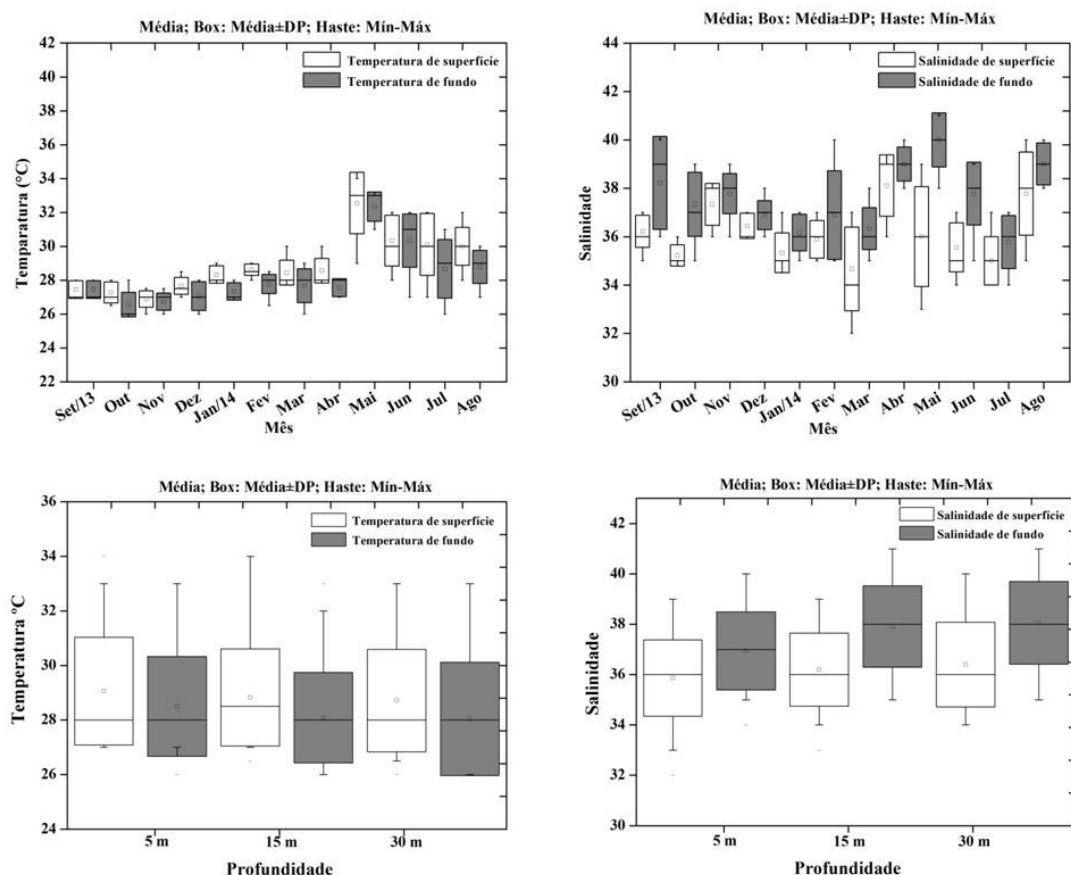 Média; Box: Média±DP; Haste: Mín-Máx
42
40
38
36
34
32
30
28
26
24
22
Temparatura (°C)
Temperatura de superfície
Temperatura de fundo
Set/13
Out
Nov
Dez
Jan/14
Fev
Mar
Abr
Mai
Jun
Jul
Ago
Mês
Média; Box: Média±DP; Haste: Mín-Máx
44
42
40
38
36
34
32
30
Salinidade
Salinidade de superfície
Salinidade de fundo
Set/13
Out
Nov
Dez
Jan/14
Fev
Mar
Abr
Mai
Jun
Jul
Ago
Mês
Média; Box: Média±DP; Haste: Mín-Máx
36
34
32
30
28
26
24
Temperatura °C
Temperatura de superfície
Temperatura de fundo
5 m
15 m
30 m
Profundidade
Média; Box: Média±DP; Haste: Mín-Máx
42
40
38
36
34
32
30
Salinidade
Salinidade de superfície
Salinidade de fundo
5 m
15 m
30 m
Profundidade